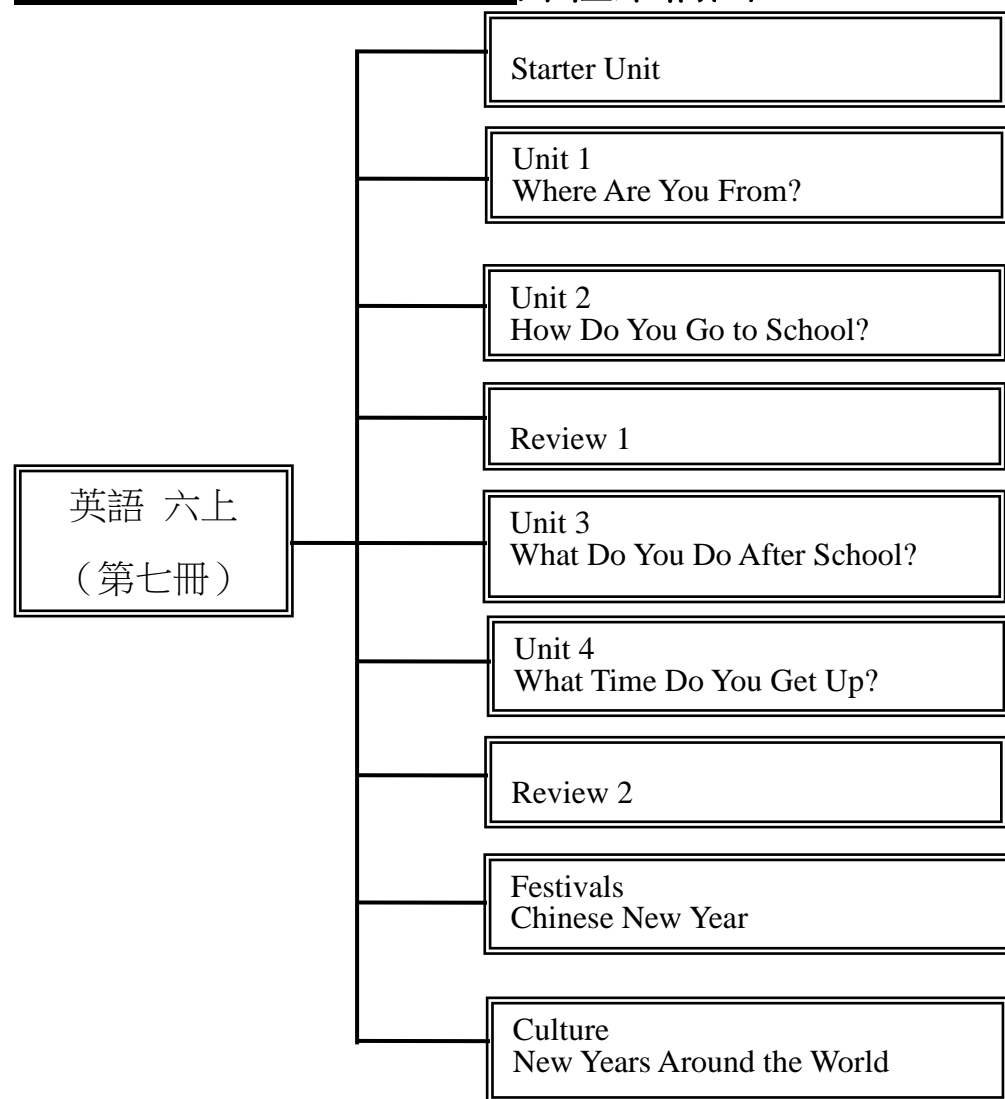 Starter Unit
Unit 1
Where Are You From?
Unit 2
How Do You Go to School?
Review 1
英語 六上
（第七冊）
Unit 3
What Do You Do After School?
Unit 4
What Time Do You Get Up?
Review 2
Festivals
Chinese New Year
Culture
New Years Around the World